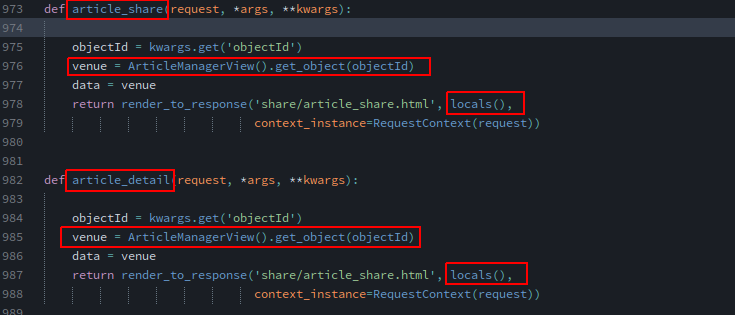 973 def article_share(request, *args, **kwargs):
974
975 objectId = kwargs.get('objectId')
976 venue = ArticleManagerView().get_object(objectId)
977 data = venue
978 return render_to_response('share/article_share.html', locals(),
979 context_instance=RequestContext(request))
980
981
982 def article_detail(request, *args, **kwargs):
983
984 objectId = kwargs.get('objectId')
985 venue = ArticleManagerView().get_object(objectId)
986 data = venue
987 return render_to_response('share/article_share.html', locals(),
988 context_instance=RequestContext(request))
989